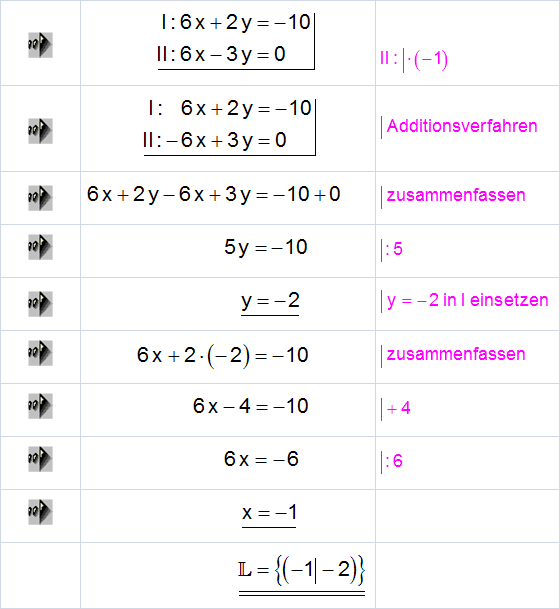 I : 6x + 2y = −10
II : 6x − 3y = 0
II : | · (−1)
I : 6x + 2y = −10
II : −6x + 3y = 0
| Additionsverfahren
6x + 2y − 6x + 3y = −10 + 0 | zusammenfassen
5y = −10 | : 5
y = −2 | y = −2 in I einsetzen
6x + 2 · (−2) = −10 | zusammenfassen
6x − 4 = −10 | + 4
6x = −6 | : 6
x = −1
𝕃 = {(−1| − 2)}